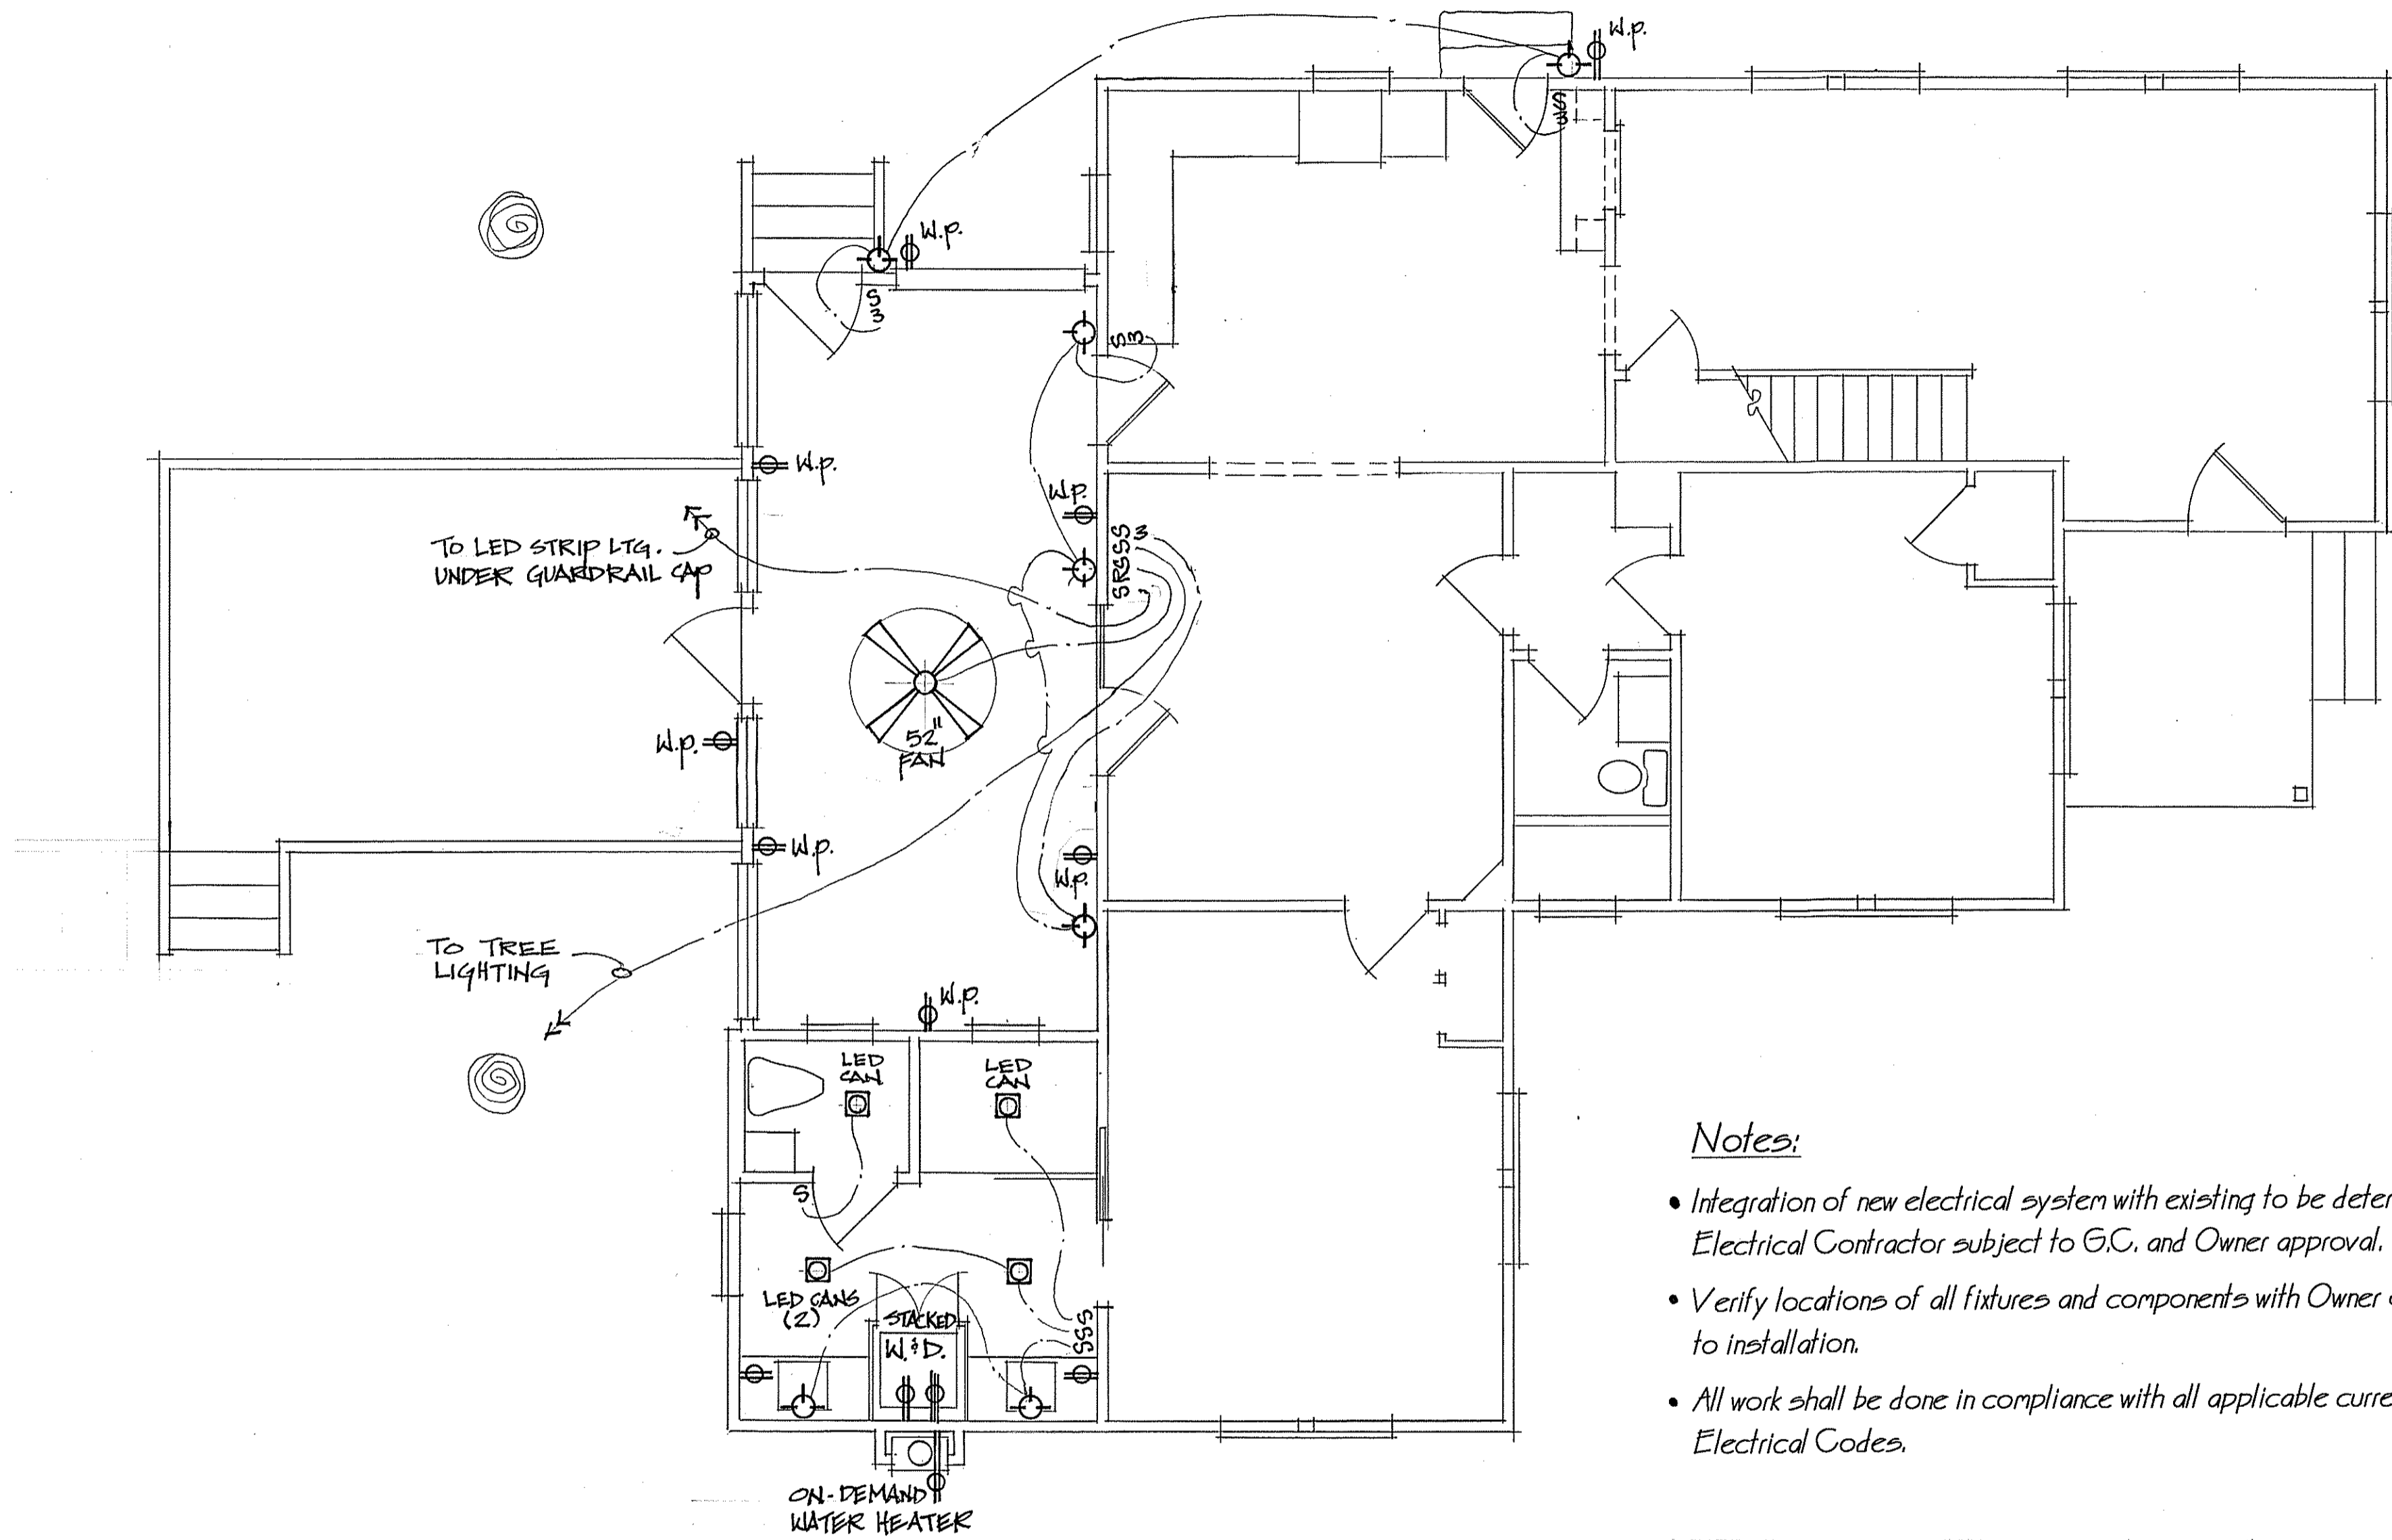 W.p.
S3
W.p.
S3
S3
W.p.
W.p.
SRSSS3
TO LED STRIP LTG.
UNDER GUARDRAIL CAP
52"
FAN
W.p.
W.p.
W.p.
TO TREE
LIGHTING
W.p.
LED
CAN
LED
CAN
S
LED CANS
(2)
STACKED
W. & D.
SSS
ON-DEMAND
WATER HEATER
Notes:
• Integration of new electrical system with existing to be deter
Electrical Contractor subject to G.C. and Owner approval.
• Verify locations of all fixtures and components with Owner
to installation.
• All work shall be done in compliance with all applicable curre
Electrical Codes.